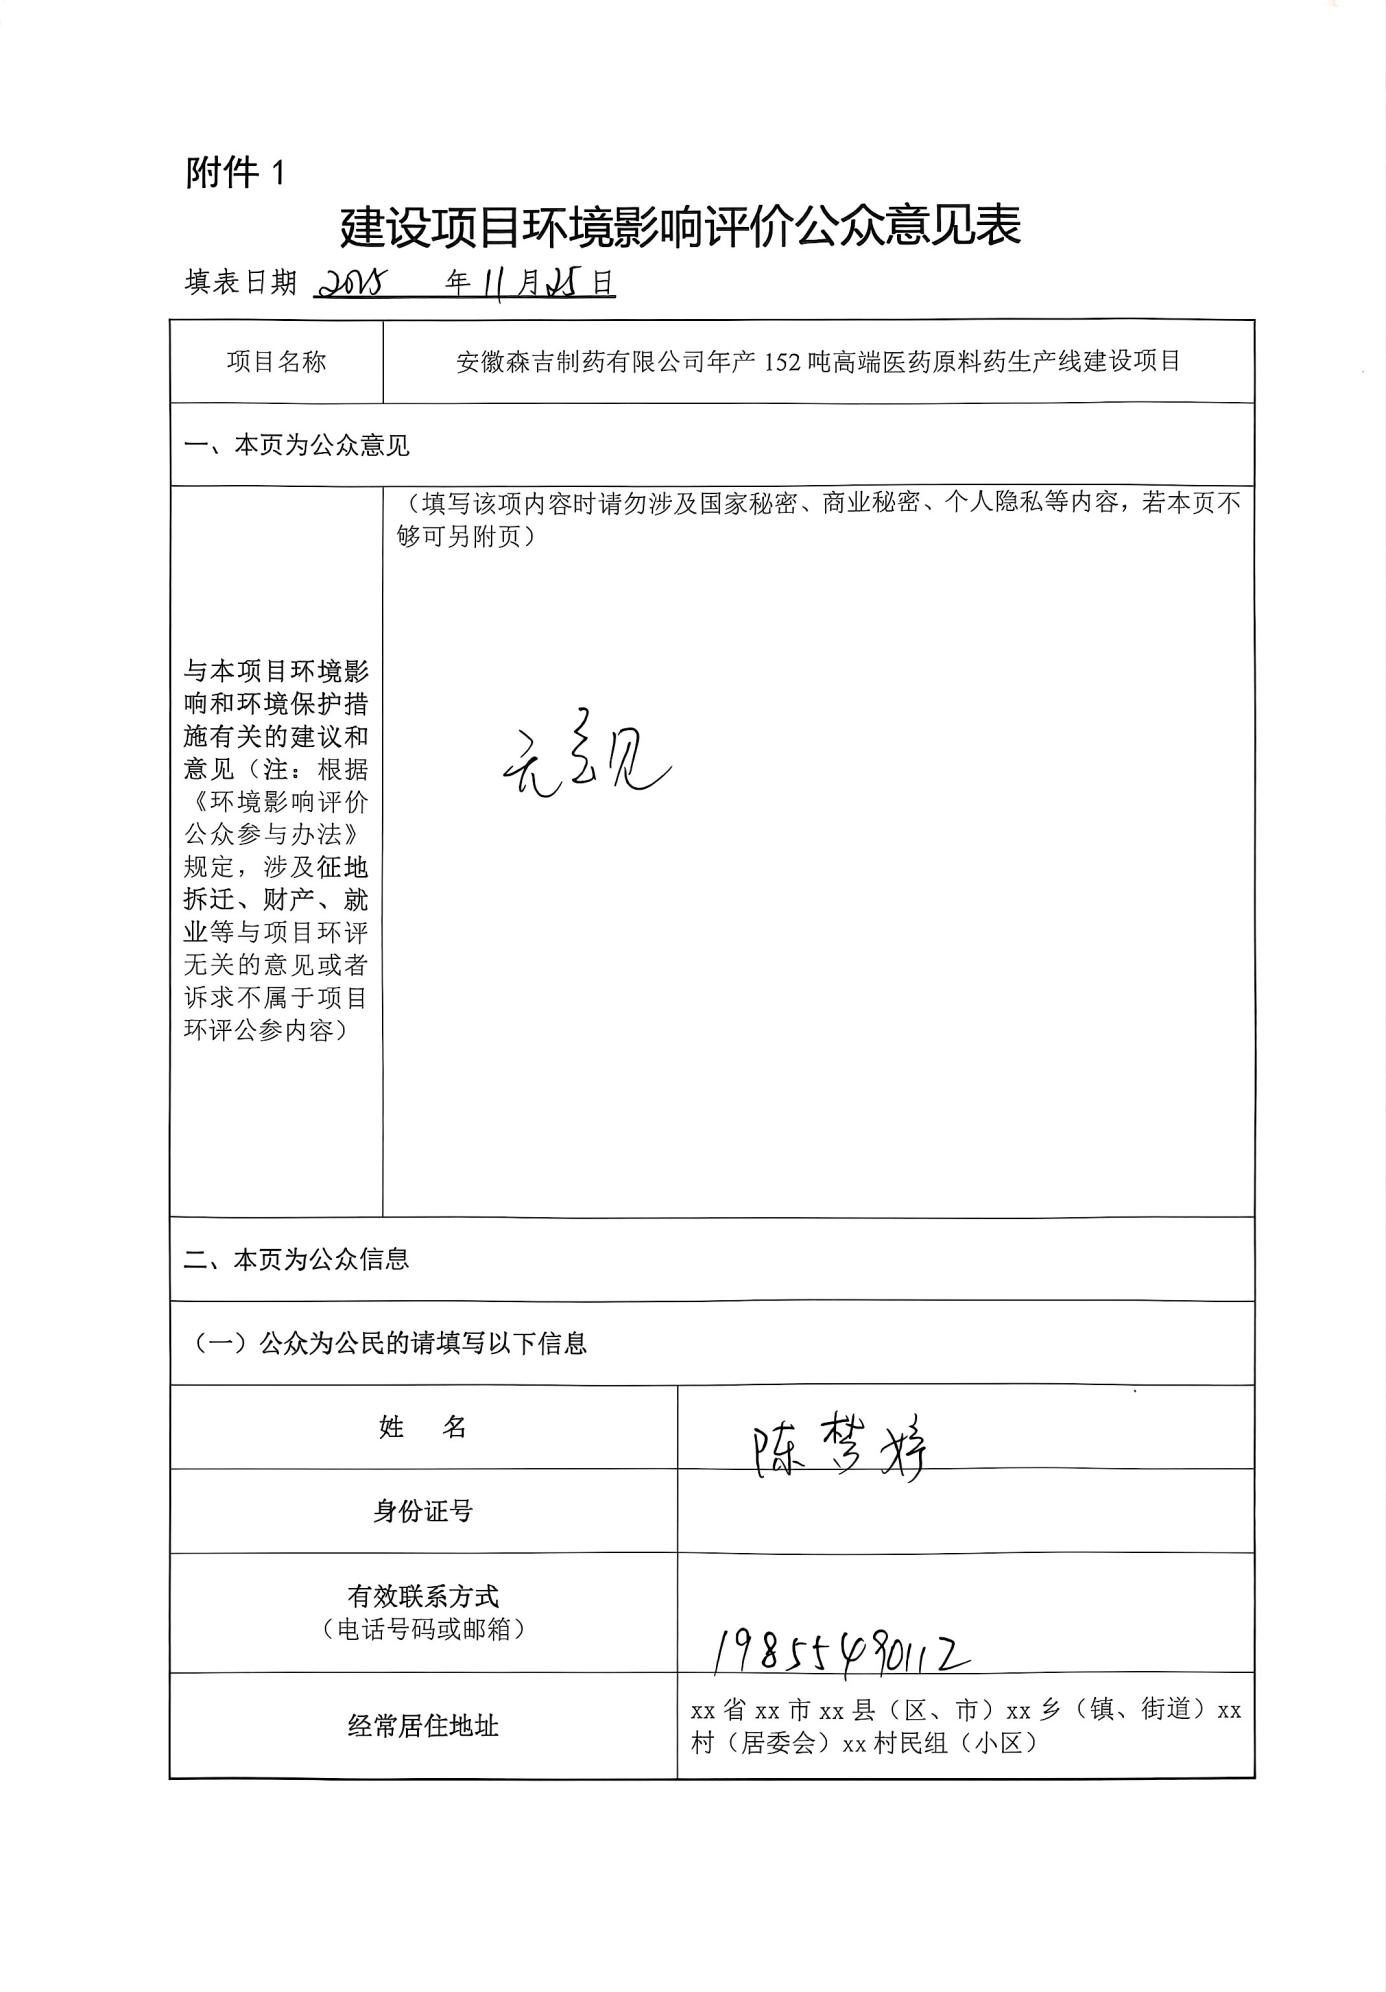 附件 1
建设项目环境影响评价公众意见表
填表日期 2025 年 11 月 25 日
项目名称
安徽森吉制药有限公司年产 152 吨高端医药原料药生产线建设项目
一、本页为公众意见
与本项目环境影
响和环境保护措
施有关的建议和
意见（注：根据
《环境影响评价
公众参与办法》
规定，涉及征地
拆迁、财产、就
业等与项目环评
无关的意见或者
诉求不属于项目
环评公参内容）
（填写该项内容时请勿涉及国家秘密、商业秘密、个人隐私等内容，若本页不
够可另附页）
无意见
二、本页为公众信息
（一）公众为公民的请填写以下信息
姓 名
陈梦婷
身份证号
有效联系方式
（电话号码或邮箱）
19855490112
经常居住地址
xx 省 xx 市 xx 县（区、市）xx 乡（镇、街道）xx
村（居委会）xx 村民组（小区）